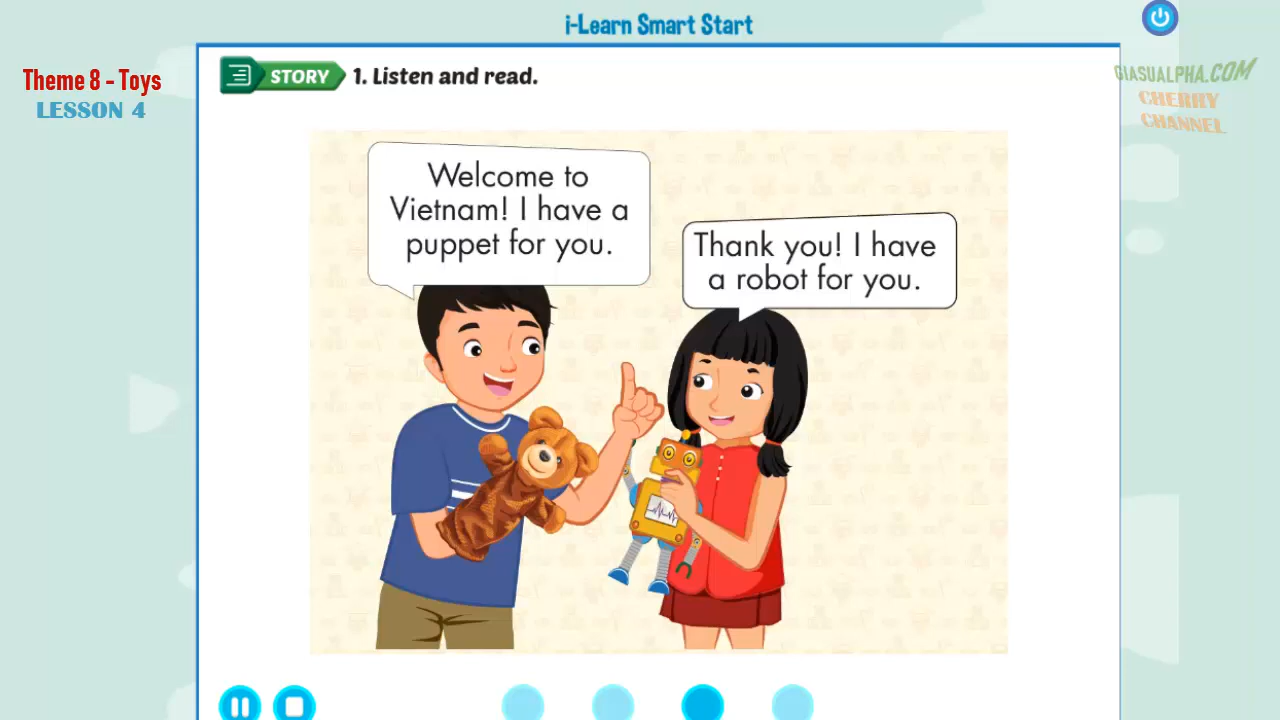 i-Learn Smart Start
Theme 8 - Toys
LESSON 4
STORY 1. Listen and read.
GIASUALPHA.COM
CHERRY
CHANNEL
Welcome to
Vietnam! I have a
puppet for you.
Thank you! I have
a robot for you.